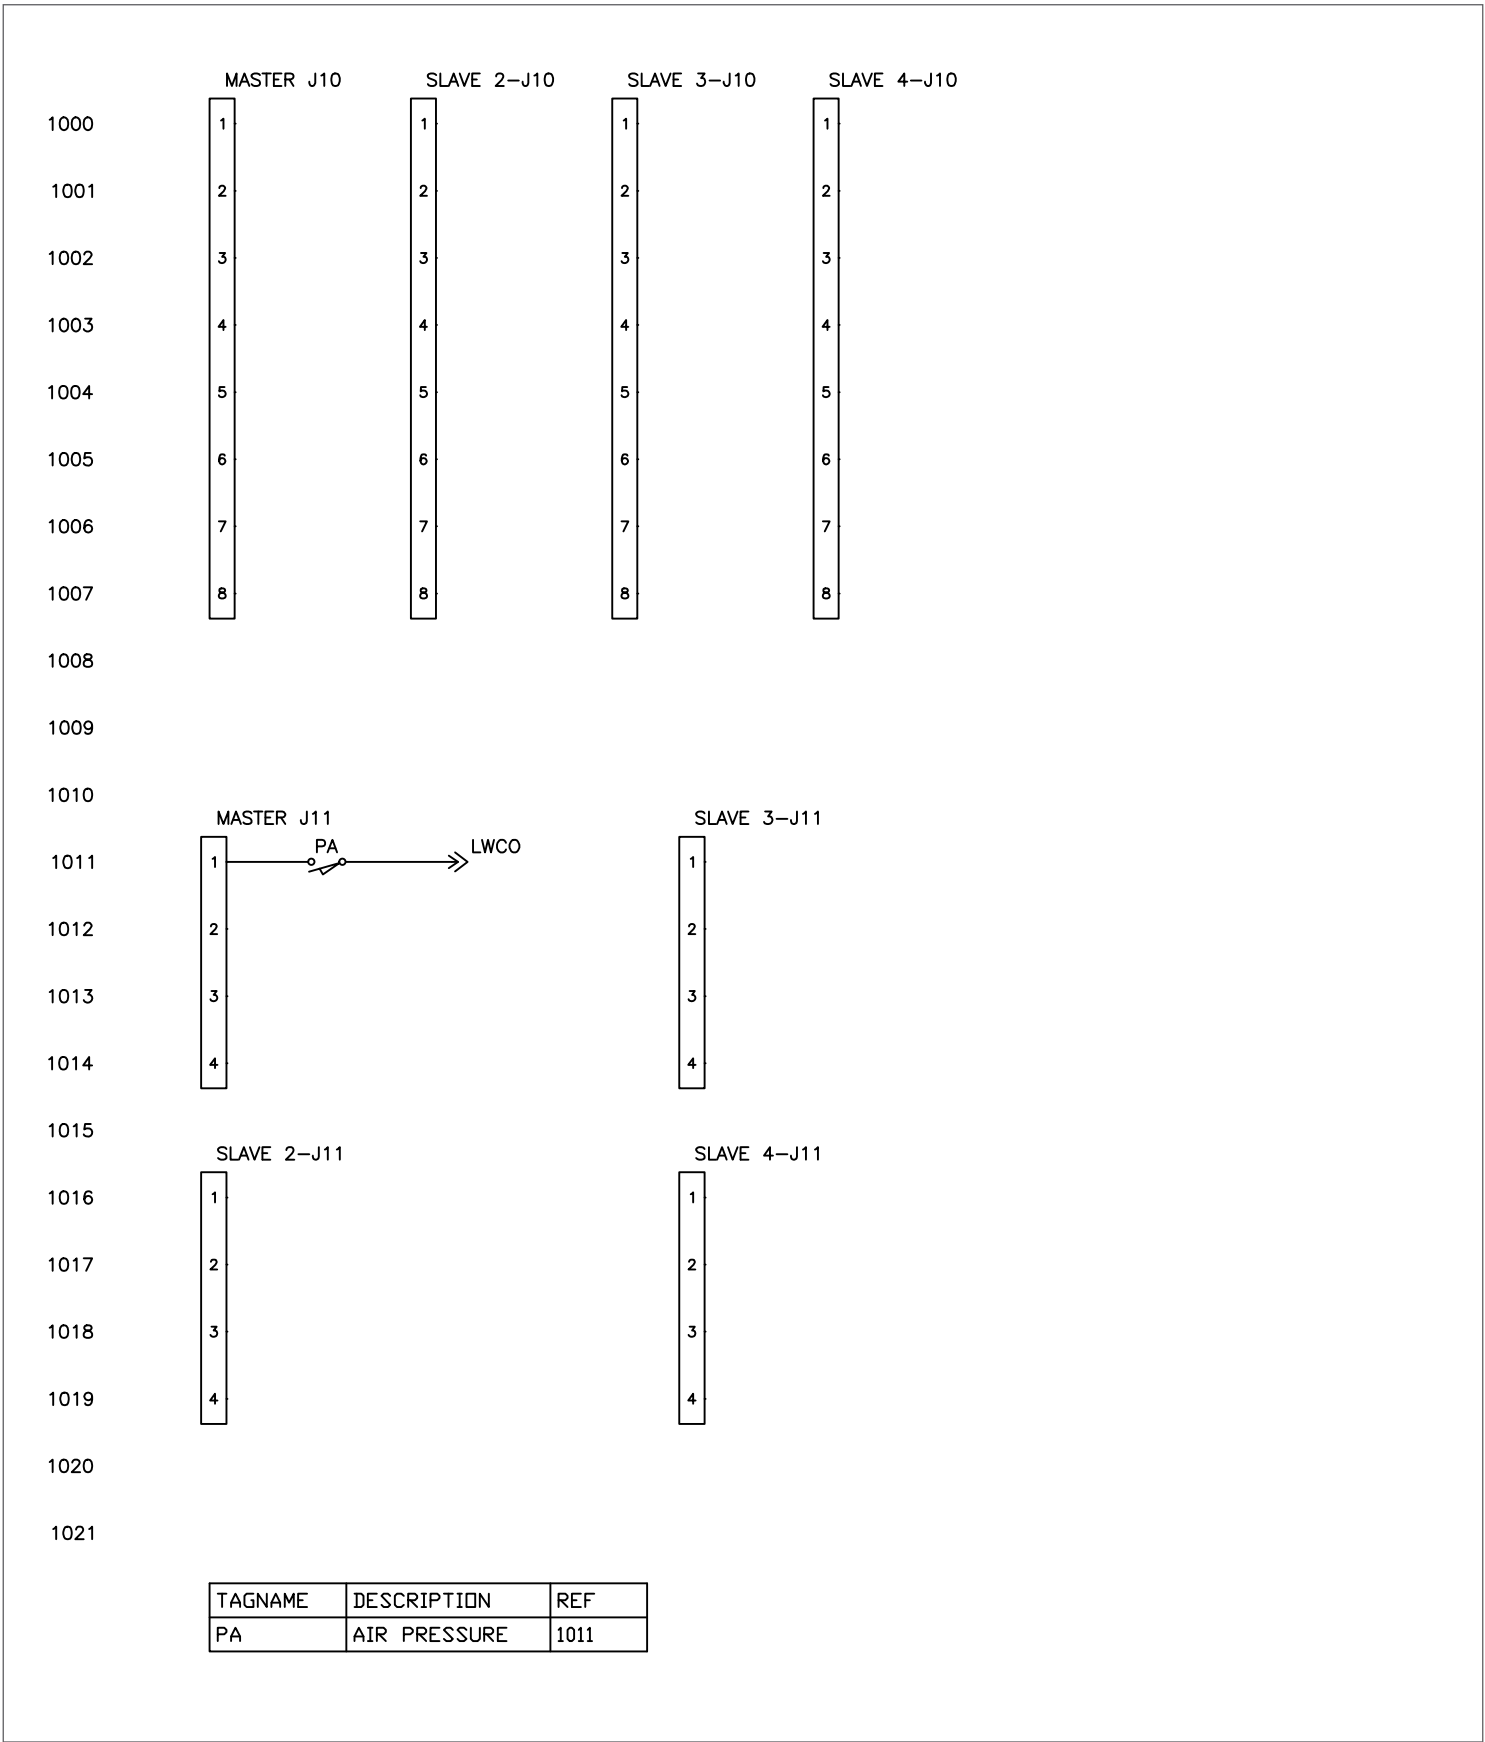 MASTER J10 SLAVE 2-J10 SLAVE 3-J10 SLAVE 4-J10
1000 1 1 1 1
1001 2 2 2 2
1002 3 3 3 3
1003 4 4 4 4
1004 5 5 5 5
1005 6 6 6 6
1006 7 7 7 7
1007 8 8 8 8
1008
1009
1010
MASTER J11 SLAVE 3-J11
PA LWCO
1011 1 1
1012 2 2
1013 3 3
1014 4 4
1015
SLAVE 2-J11 SLAVE 4-J11
1016 1 1
1017 2 2
1018 3 3
1019 4 4
1020
1021
TAGNAME DESCRIPTION REF
PA AIR PRESSURE 1011